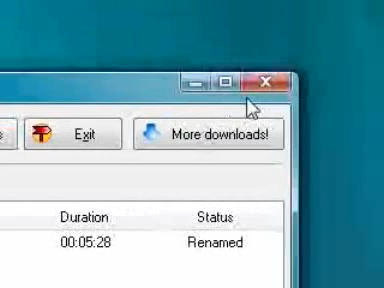 Exit
More downloads!
Duration
Status
00:05:28
Renamed